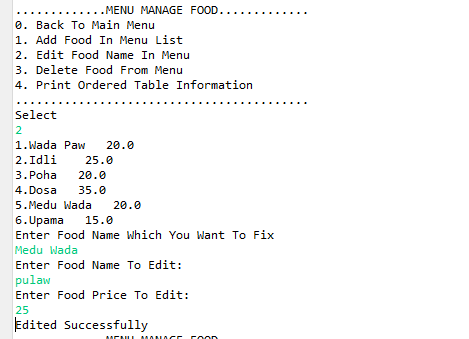 .............MENU MANAGE FOOD.............
0. Back To Main Menu
1. Add Food In Menu List
2. Edit Food Name In Menu
3. Delete Food From Menu
4. Print Ordered Table Information
..........................................
Select
2
1.Wada Paw   20.0
2.Idli    25.0
3.Poha   20.0
4.Dosa   35.0
5.Medu Wada   20.0
6.Upama   15.0
Enter Food Name Which You Want To Fix
Medu Wada
Enter Food Name To Edit:
pulaw
Enter Food Price To Edit:
25
Edited Successfully
.............MENU MANAGE FOOD.............